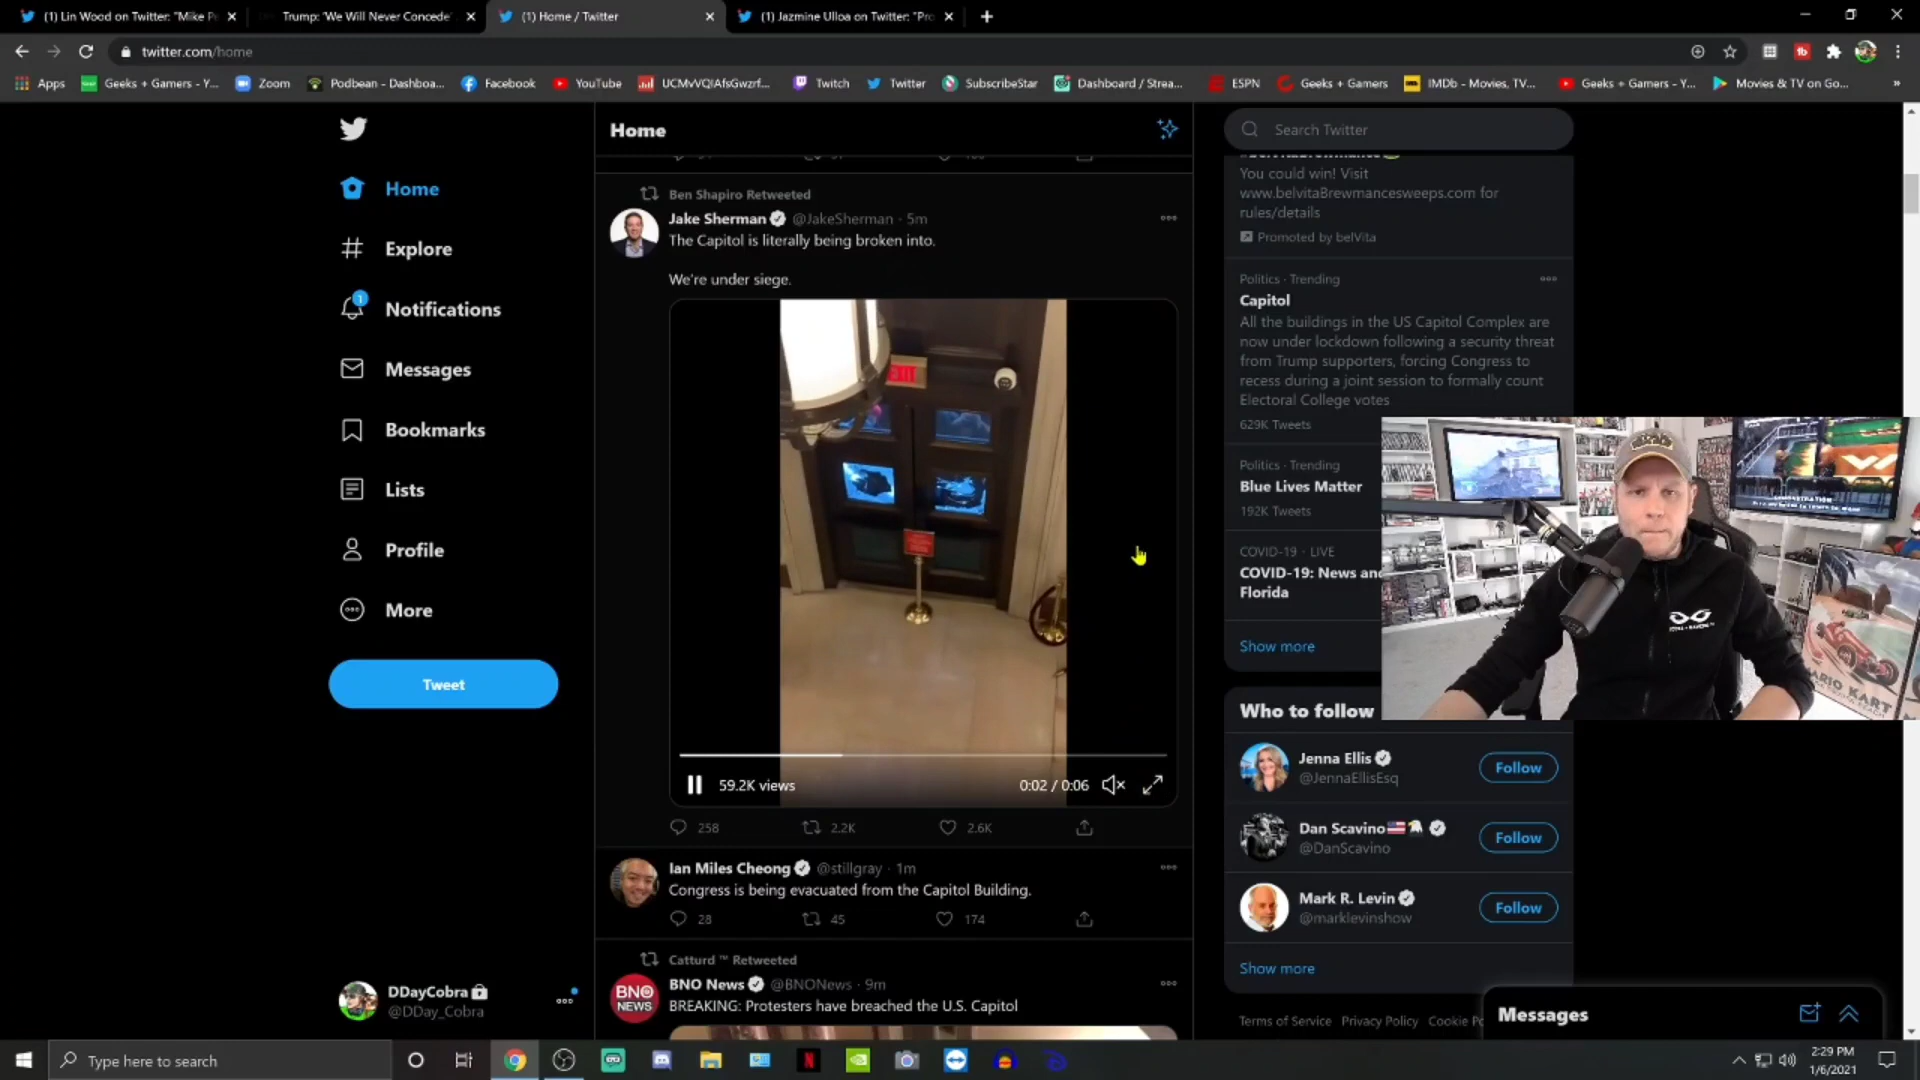 (1) Lin Wood on Twitter: "Mike Pe
Trump: 'We Will Never Concede'
(1) Home / Twitter
(1) Jazmine Ulloa on Twitter: "Pro
twitter.com/home
Apps
Geeks + Gamers - Y...
Zoom
Podbean - Dashboa...
Facebook
YouTube
Twitch
Twitter
SubscribeStar
Dashboard / Strea...
ESPN
Geeks + Gamers
IMDb - Movies, TV...
Geeks + Gamers - Y...
Movies & TV on Go...
Home
Explore
Notifications
1
Messages
Bookmarks
Lists
Profile
More
Tweet
DDayCobra
@DDay_Cobra
Home
Ben Shapiro Retweeted
Jake Sherman @JakeSherman · 5m
The Capitol is literally being broken into.
We're under siege.
EXIT
59.2K views
0:02 / 0:06
258 2.2K 2.6K
Ian Miles Cheong @stillgray · 1m
Congress is being evacuated from the Capitol Building.
28 45 174
Catturd ™ Retweeted
BNO NEWS
BNO News @BNONews · 9m
BREAKING: Protesters have breached the U.S. Capitol
Search Twitter
You could win! Visit
www.belvitaBrewmancesweeps.com for
rules/details
Promoted by belVita
Politics · Trending
Capitol
All the buildings in the US Capitol Complex are
now under lockdown following a security threat
from Trump supporters, forcing Congress to
recess during a joint session to formally count
Electoral College votes
629K Tweets
Politics · Trending
Blue Lives Matter
192K Tweets
COVID-19 · LIVE
COVID-19: News and
Florida
Show more
MARIO KART
Who to follow
Jenna Ellis
@JennaEllisEsq
Follow
Dan Scavino
@DanScavino
Follow
Mark R. Levin
@marklevinshow
Follow
Show more
Terms of Service Privacy Policy Cookie Po
Messages
Type here to search
2:29 PM
1/6/2021